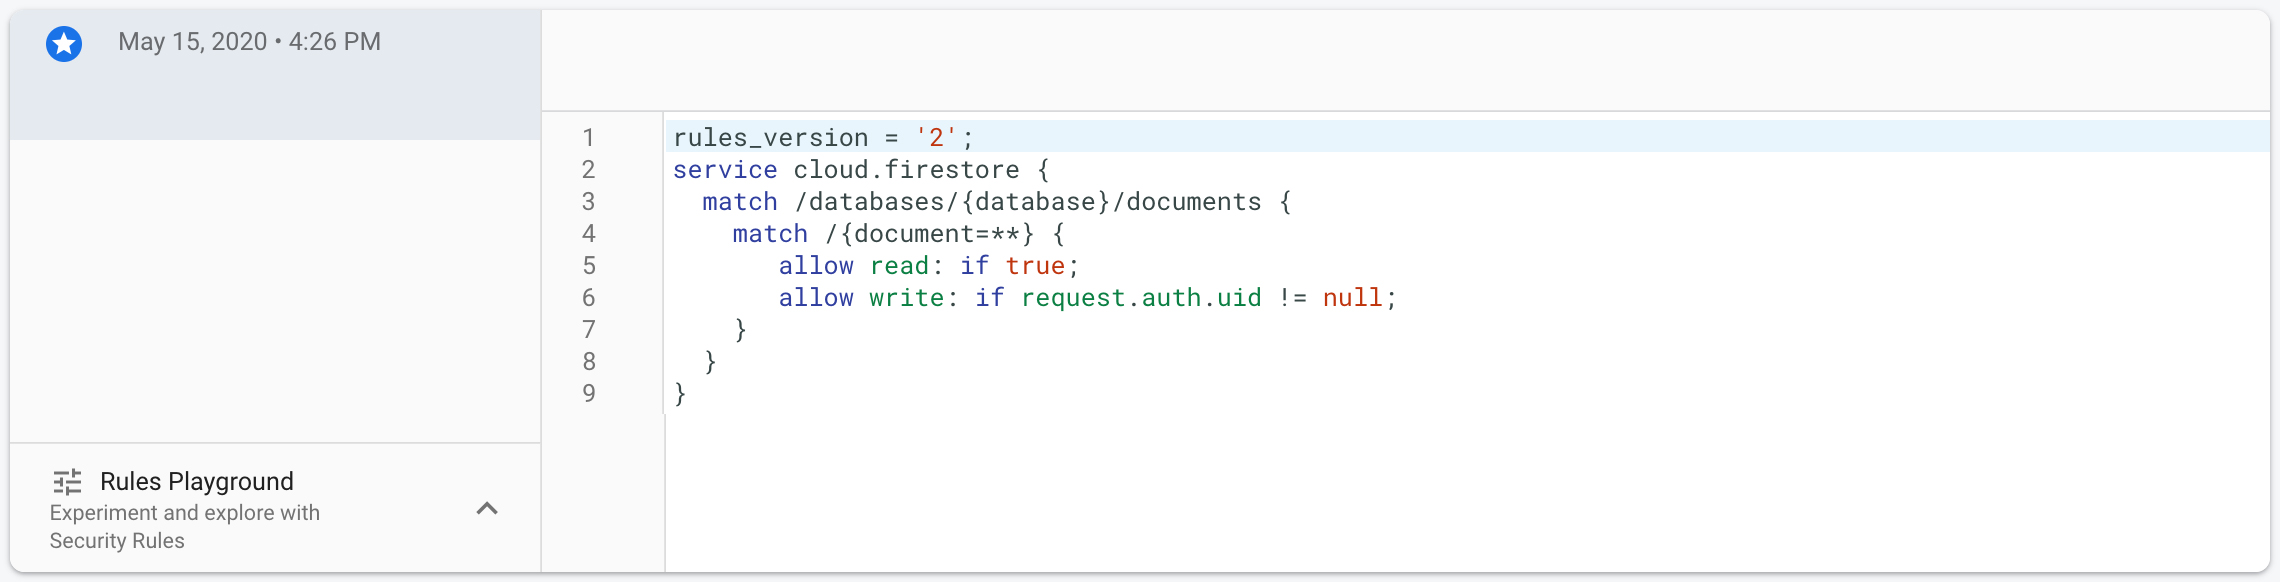 May 15, 2020 • 4:26 PM
1 rules_version = '2';
2 service cloud.firestore {
3   match /databases/{database}/documents {
4     match /{document=**} {
5        allow read: if true;
6        allow write: if request.auth.uid != null;
7     }
8   }
9 }
Rules Playground
Experiment and explore with
Security Rules